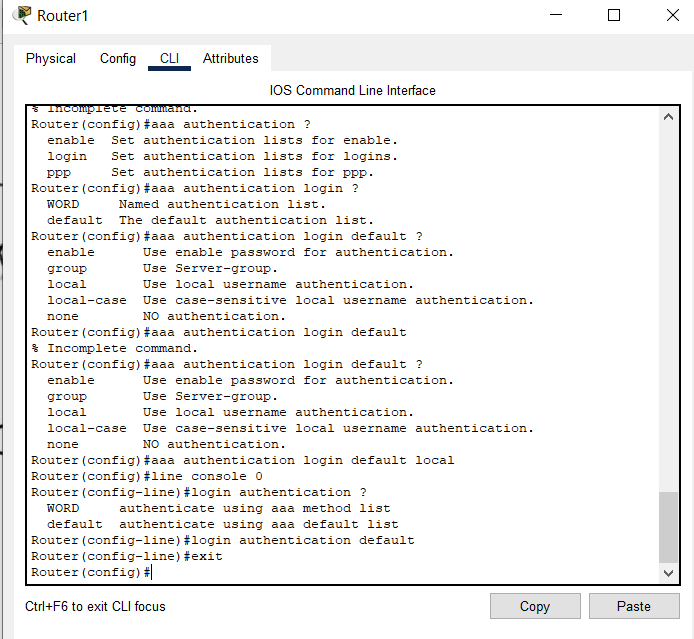 Router1
Physical Config CLI Attributes
IOS Command Line Interface
% Incomplete command.
Router(config)#aaa authentication ?
  enable  Set authentication lists for enable.
  login   Set authentication lists for logins.
  ppp     Set authentication lists for ppp.
Router(config)#aaa authentication login ?
  WORD     Named authentication list.
  default  The default authentication list.
Router(config)#aaa authentication login default ?
  enable      Use enable password for authentication.
  group       Use Server-group.
  local       Use local username authentication.
  local-case  Use case-sensitive local username authentication.
  none        NO authentication.
Router(config)#aaa authentication login default
% Incomplete command.
Router(config)#aaa authentication login default ?
  enable      Use enable password for authentication.
  group       Use Server-group.
  local       Use local username authentication.
  local-case  Use case-sensitive local username authentication.
  none        NO authentication.
Router(config)#aaa authentication login default local
Router(config)#line console 0
Router(config-line)#login authentication ?
  WORD     authenticate using aaa method list
  default  authenticate using aaa default list
Router(config-line)#login authentication default
Router(config-line)#exit
Router(config)#
Ctrl+F6 to exit CLI focus
Copy Paste